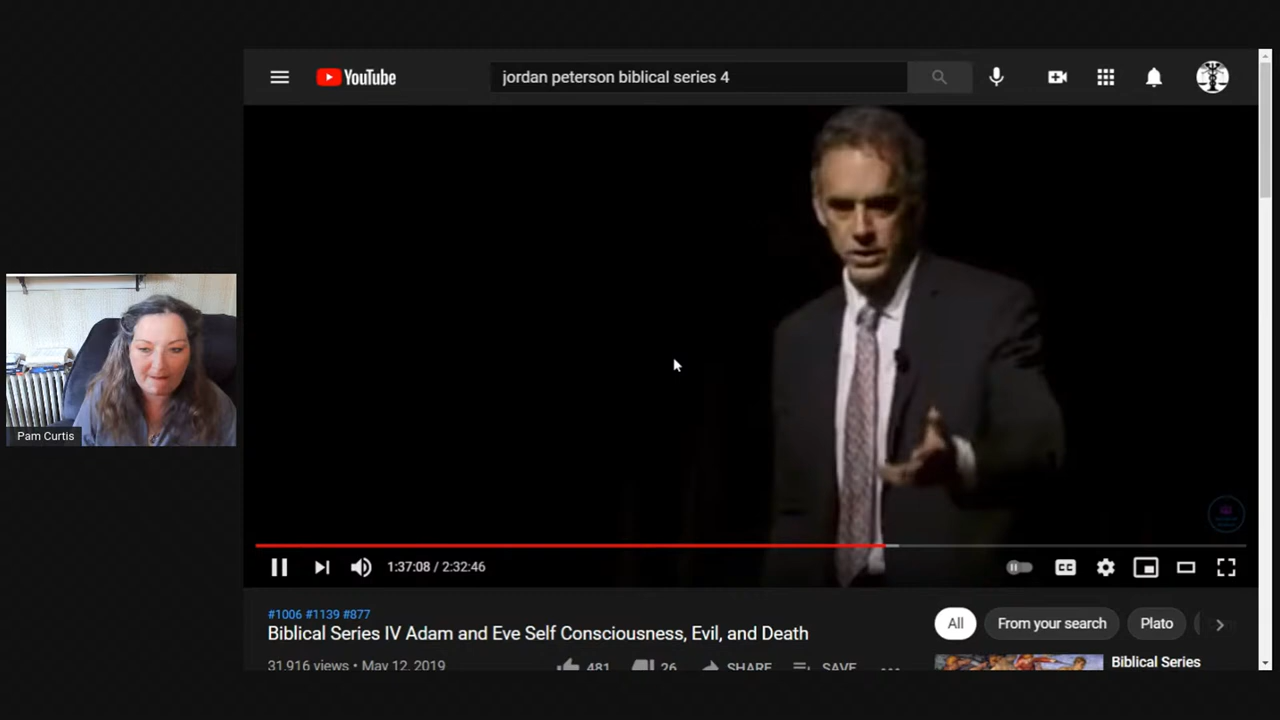 YouTube
jordan peterson biblical series 4
Pam Curtis
1:37:08 / 2:32:46
CC
#1006 #1139 #877
Biblical Series IV Adam and Eve Self Consciousness, Evil, and Death
All
From your search
Plato
31,916 views • May 12, 2019
481
26
SHARE
SAVE
Biblical Series